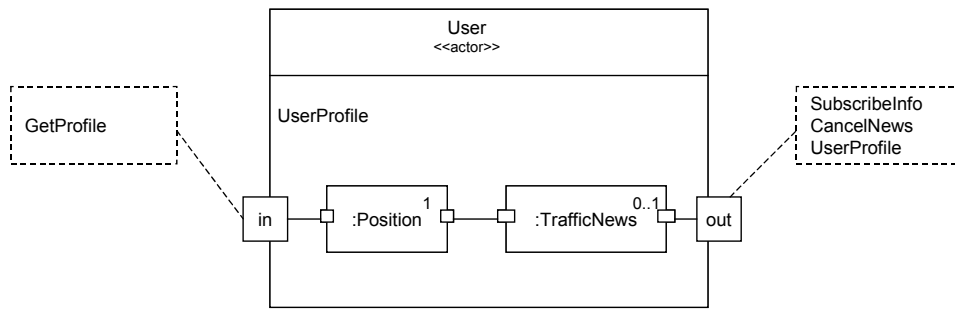 User
<<actor>>
GetProfile
UserProfile
SubscribeInfo
CancelNews
UserProfile
in
1
:Position
0..1
:TrafficNews
out